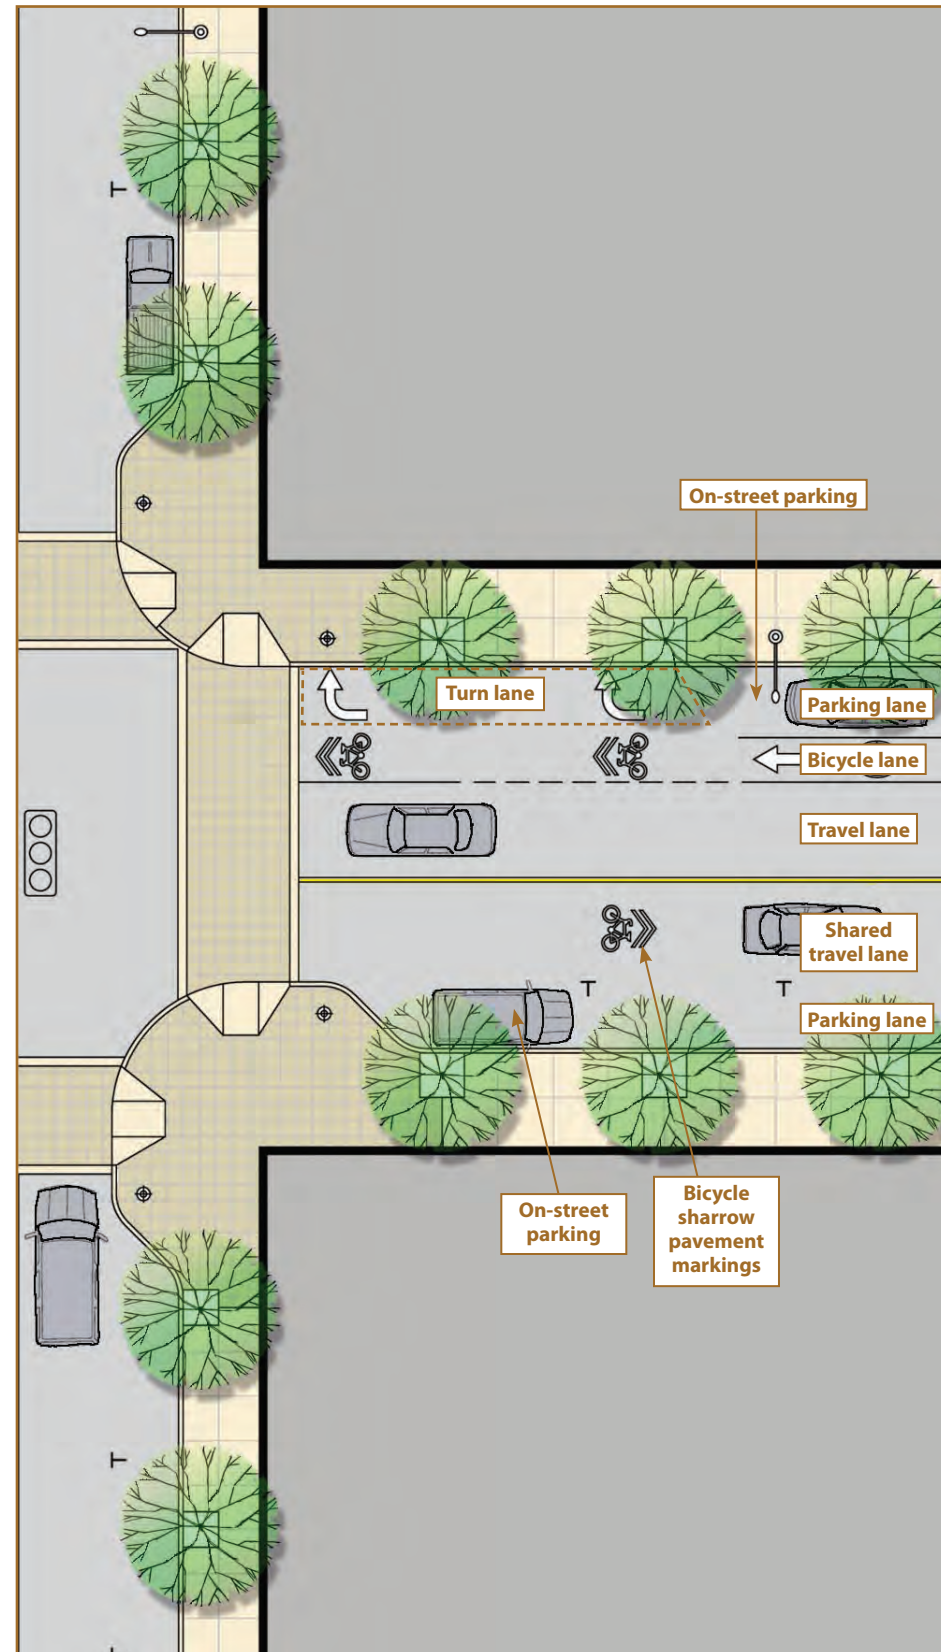 On-street parking
Turn lane
Parking lane
Bicycle lane
Travel lane
Shared
travel lane
Parking lane
On-street
parking
Bicycle
sharrow
pavement
markings